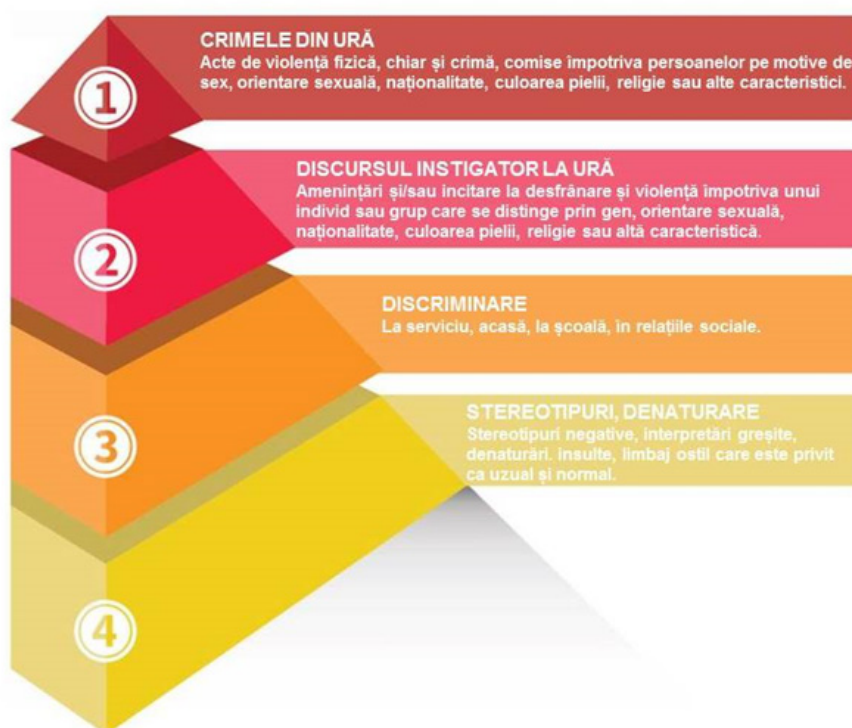 1
CRIMELE DIN URĂ
Acte de violență fizică, chiar și crimă, comise împotriva persoanelor pe motive de
sex, orientare sexuală, naționalitate, culoarea pielii, religie sau alte caracteristici.
2
DISCURSUL INSTIGATOR LA URĂ
Amenințări și/sau incitare la desfrânare și violență împotriva unui
individ sau grup care se distinge prin gen, orientare sexuală,
naționalitate, culoarea pielii, religie sau altă caracteristică.
3
DISCRIMINARE
La serviciu, acasă, la școală, în relațiile sociale.
4
STEREOTIPURI, DENATURARE
Stereotipuri negative, interpretări greșite,
denaturări. insulte, limbaj ostil care este privit
ca uzual și normal.